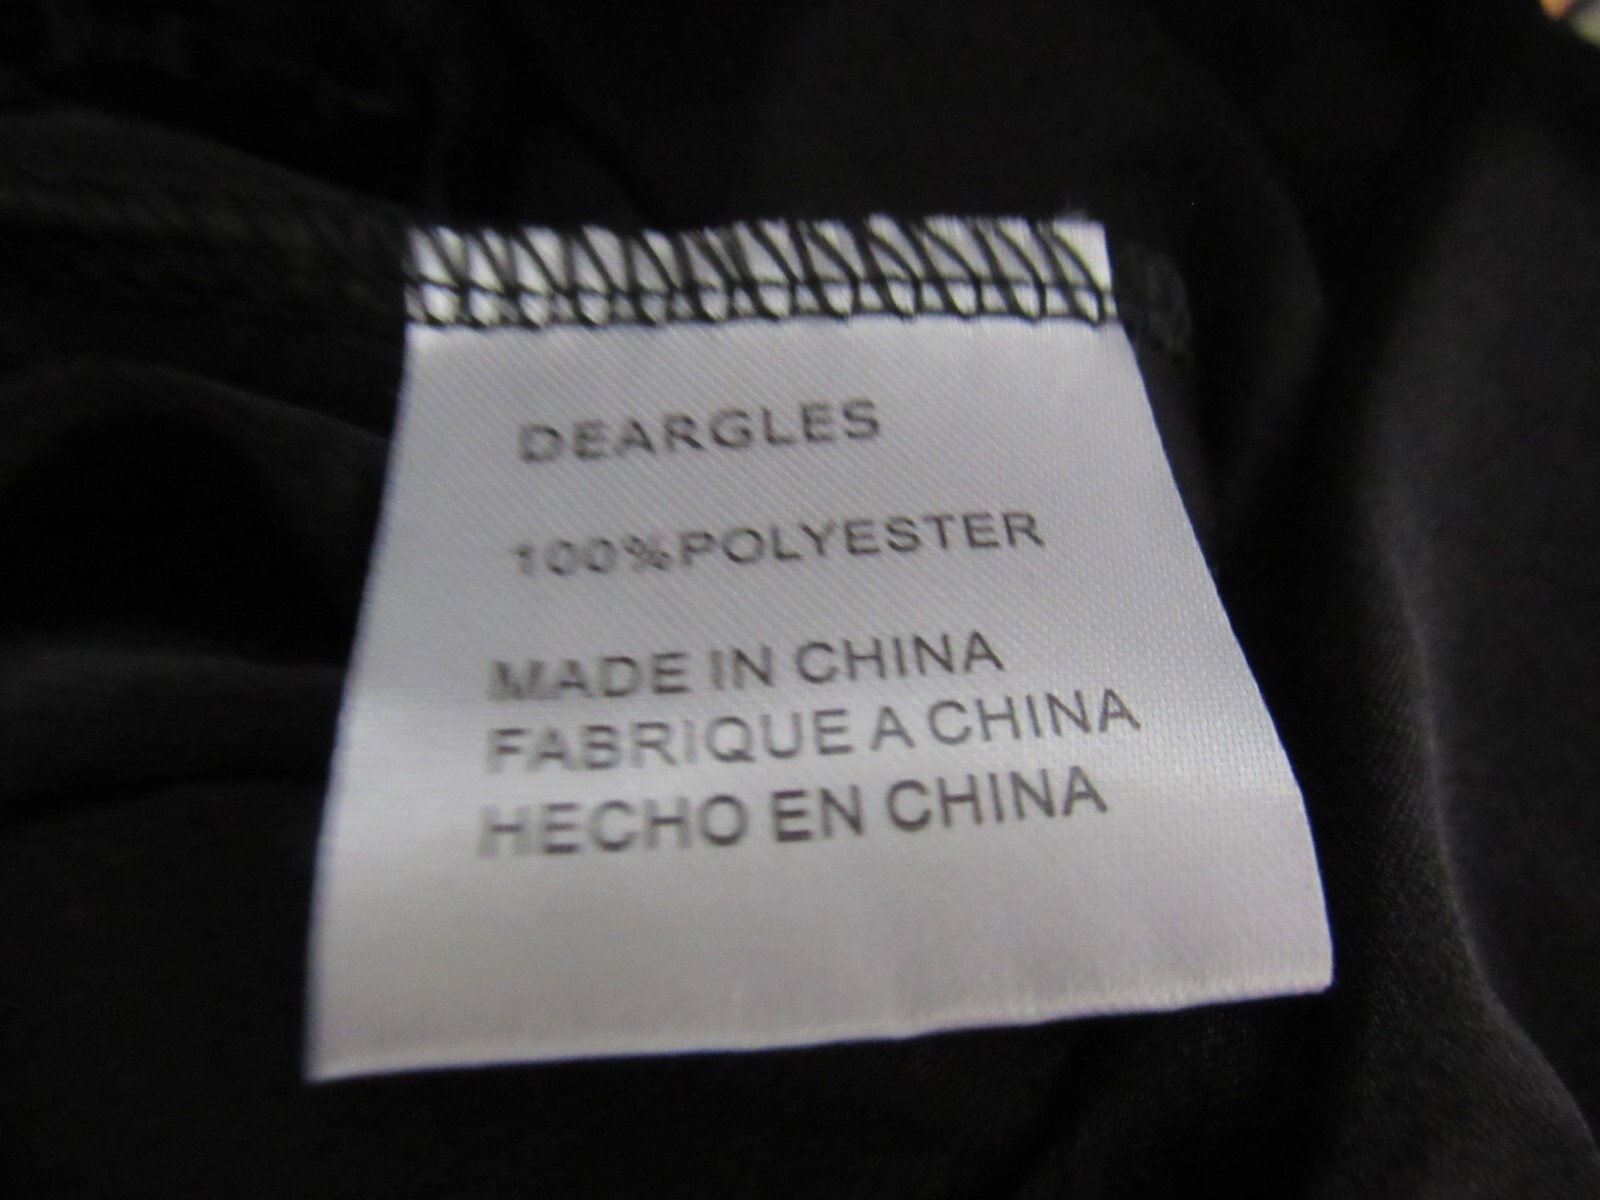 DEARGLES
100%POLYESTER
MADE IN CHINA
FABRIQUE A CHINA
HECHO EN CHINA